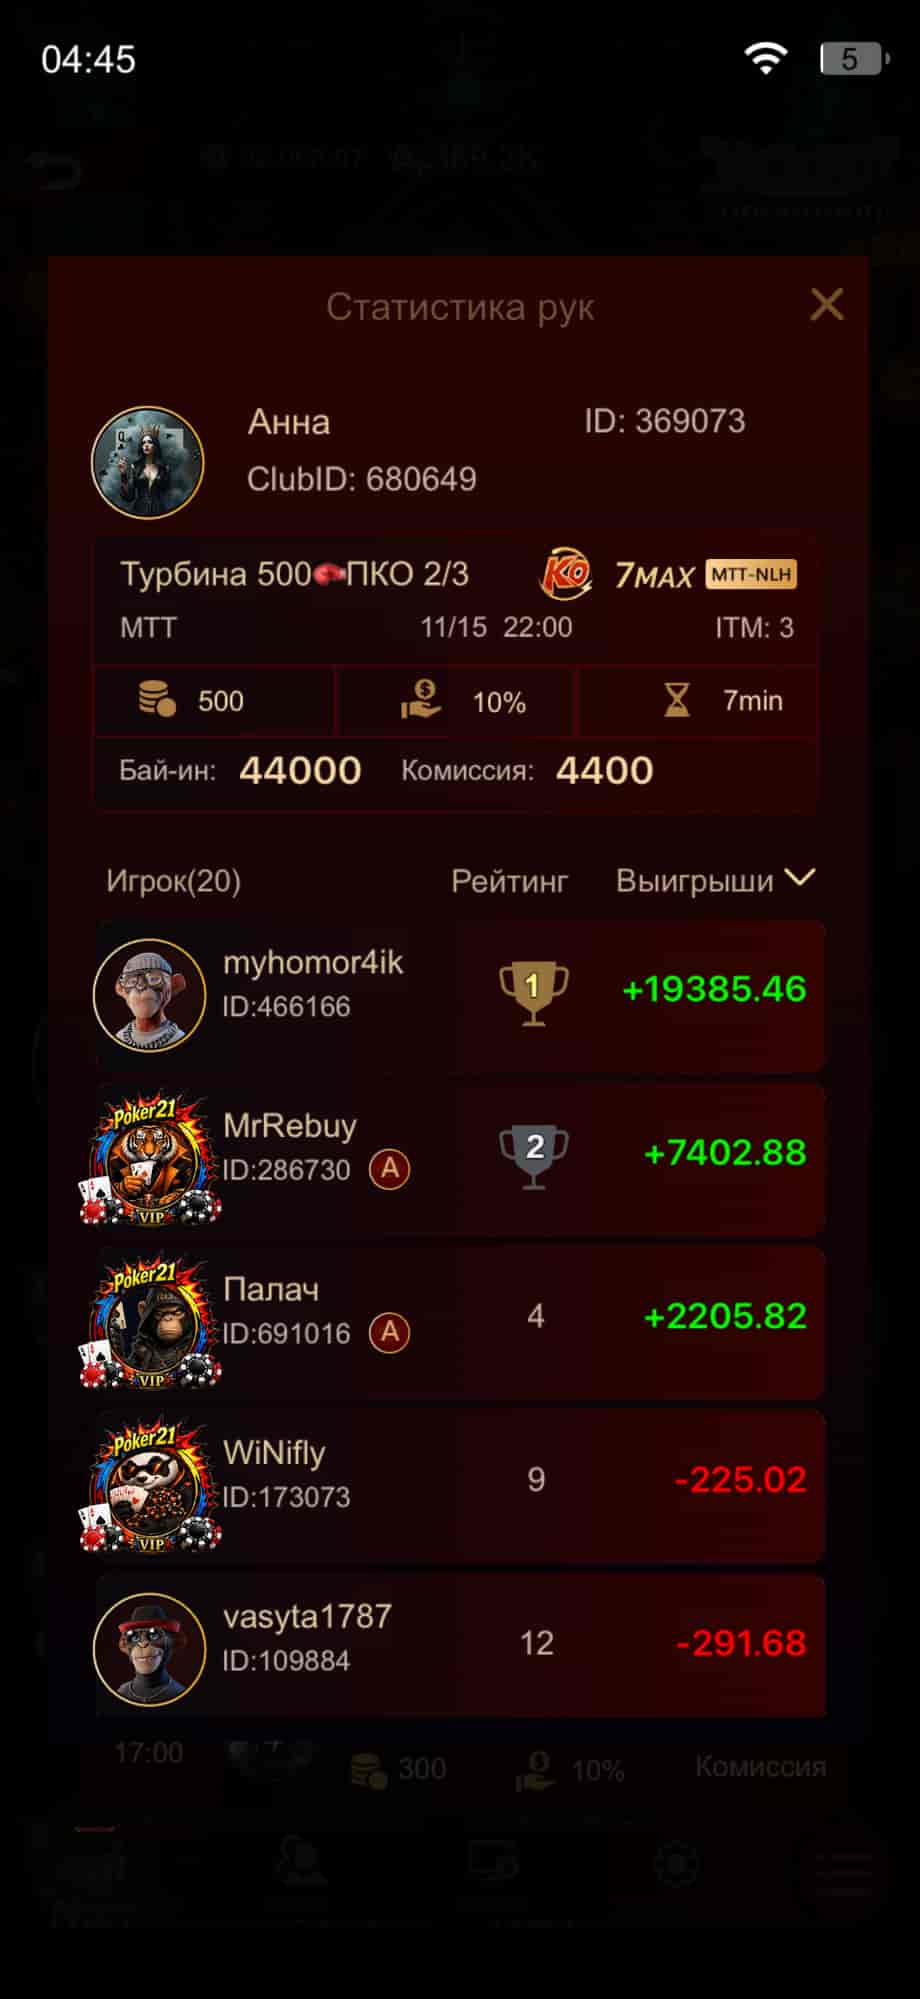 04:45
5
Статистика рук
Анна
ID: 369073
ClubID: 680649
Турбина 500🥊ПКО 2/3
KO
7MAX
MTT-NLH
MTT
11/15 22:00
ITM: 3
500
10%
7min
Бай-ин: 44000
Комиссия: 4400
Игрок(20)
Рейтинг
Выигрыши
myhomor4ik
ID:466166
1
+19385.46
Poker21
VIP
MrRebuy
ID:286730
A
2
+7402.88
Poker21
VIP
Палач
ID:691016
A
4
+2205.82
Poker21
VIP
WiNifly
ID:173073
9
-225.02
vasyta1787
ID:109884
12
-291.68
17:00
300
10%
Комиссия